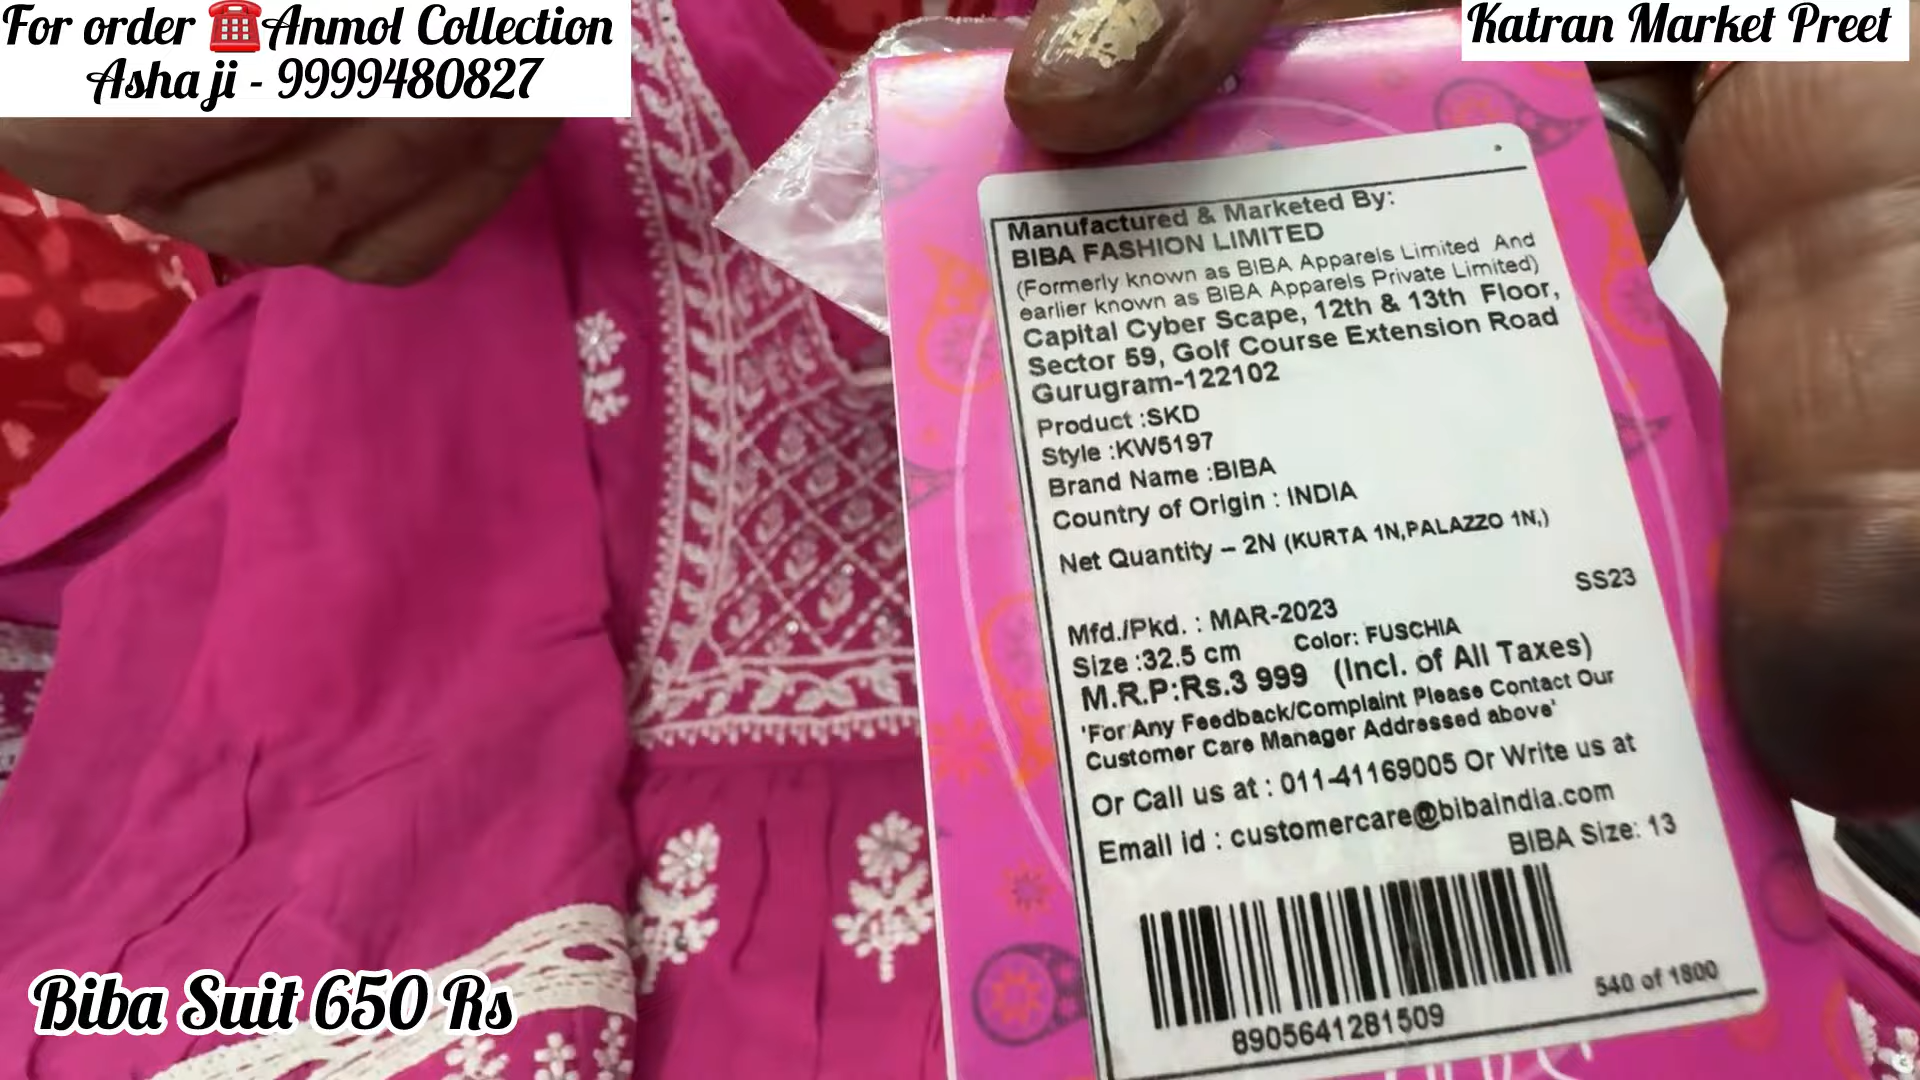 For order ☎️Anmol Collection
Asha ji - 9999480827
Katran Market Preet
Manufactured & Marketed By:
BIBA FASHION LIMITED
(Formerly known as BIBA Apparels Limited And
earlier known as BIBA Apparels Private Limited)
Capital Cyber Scape, 12th & 13th Floor,
Sector 59, Golf Course Extension Road
Gurugram-122102
Product :SKD
Style :KW5197
Brand Name :BIBA
Country of Origin : INDIA
Net Quantity – 2N (KURTA 1N,PALAZZO 1N,)
SS23
Mfd./Pkd. : MAR-2023
Size :32.5 cm Color: FUSCHIA
M.R.P:Rs.3 999 (Incl. of All Taxes)
'For Any Feedback/Complaint Please Contact Our
Customer Care Manager Addressed above'
Or Call us at : 011-41169005 Or Write us at
Email id : customercare@bibaindia.com
BIBA Size: 13
540 of 1800
8905641281509
Biba Suit 650 Rs